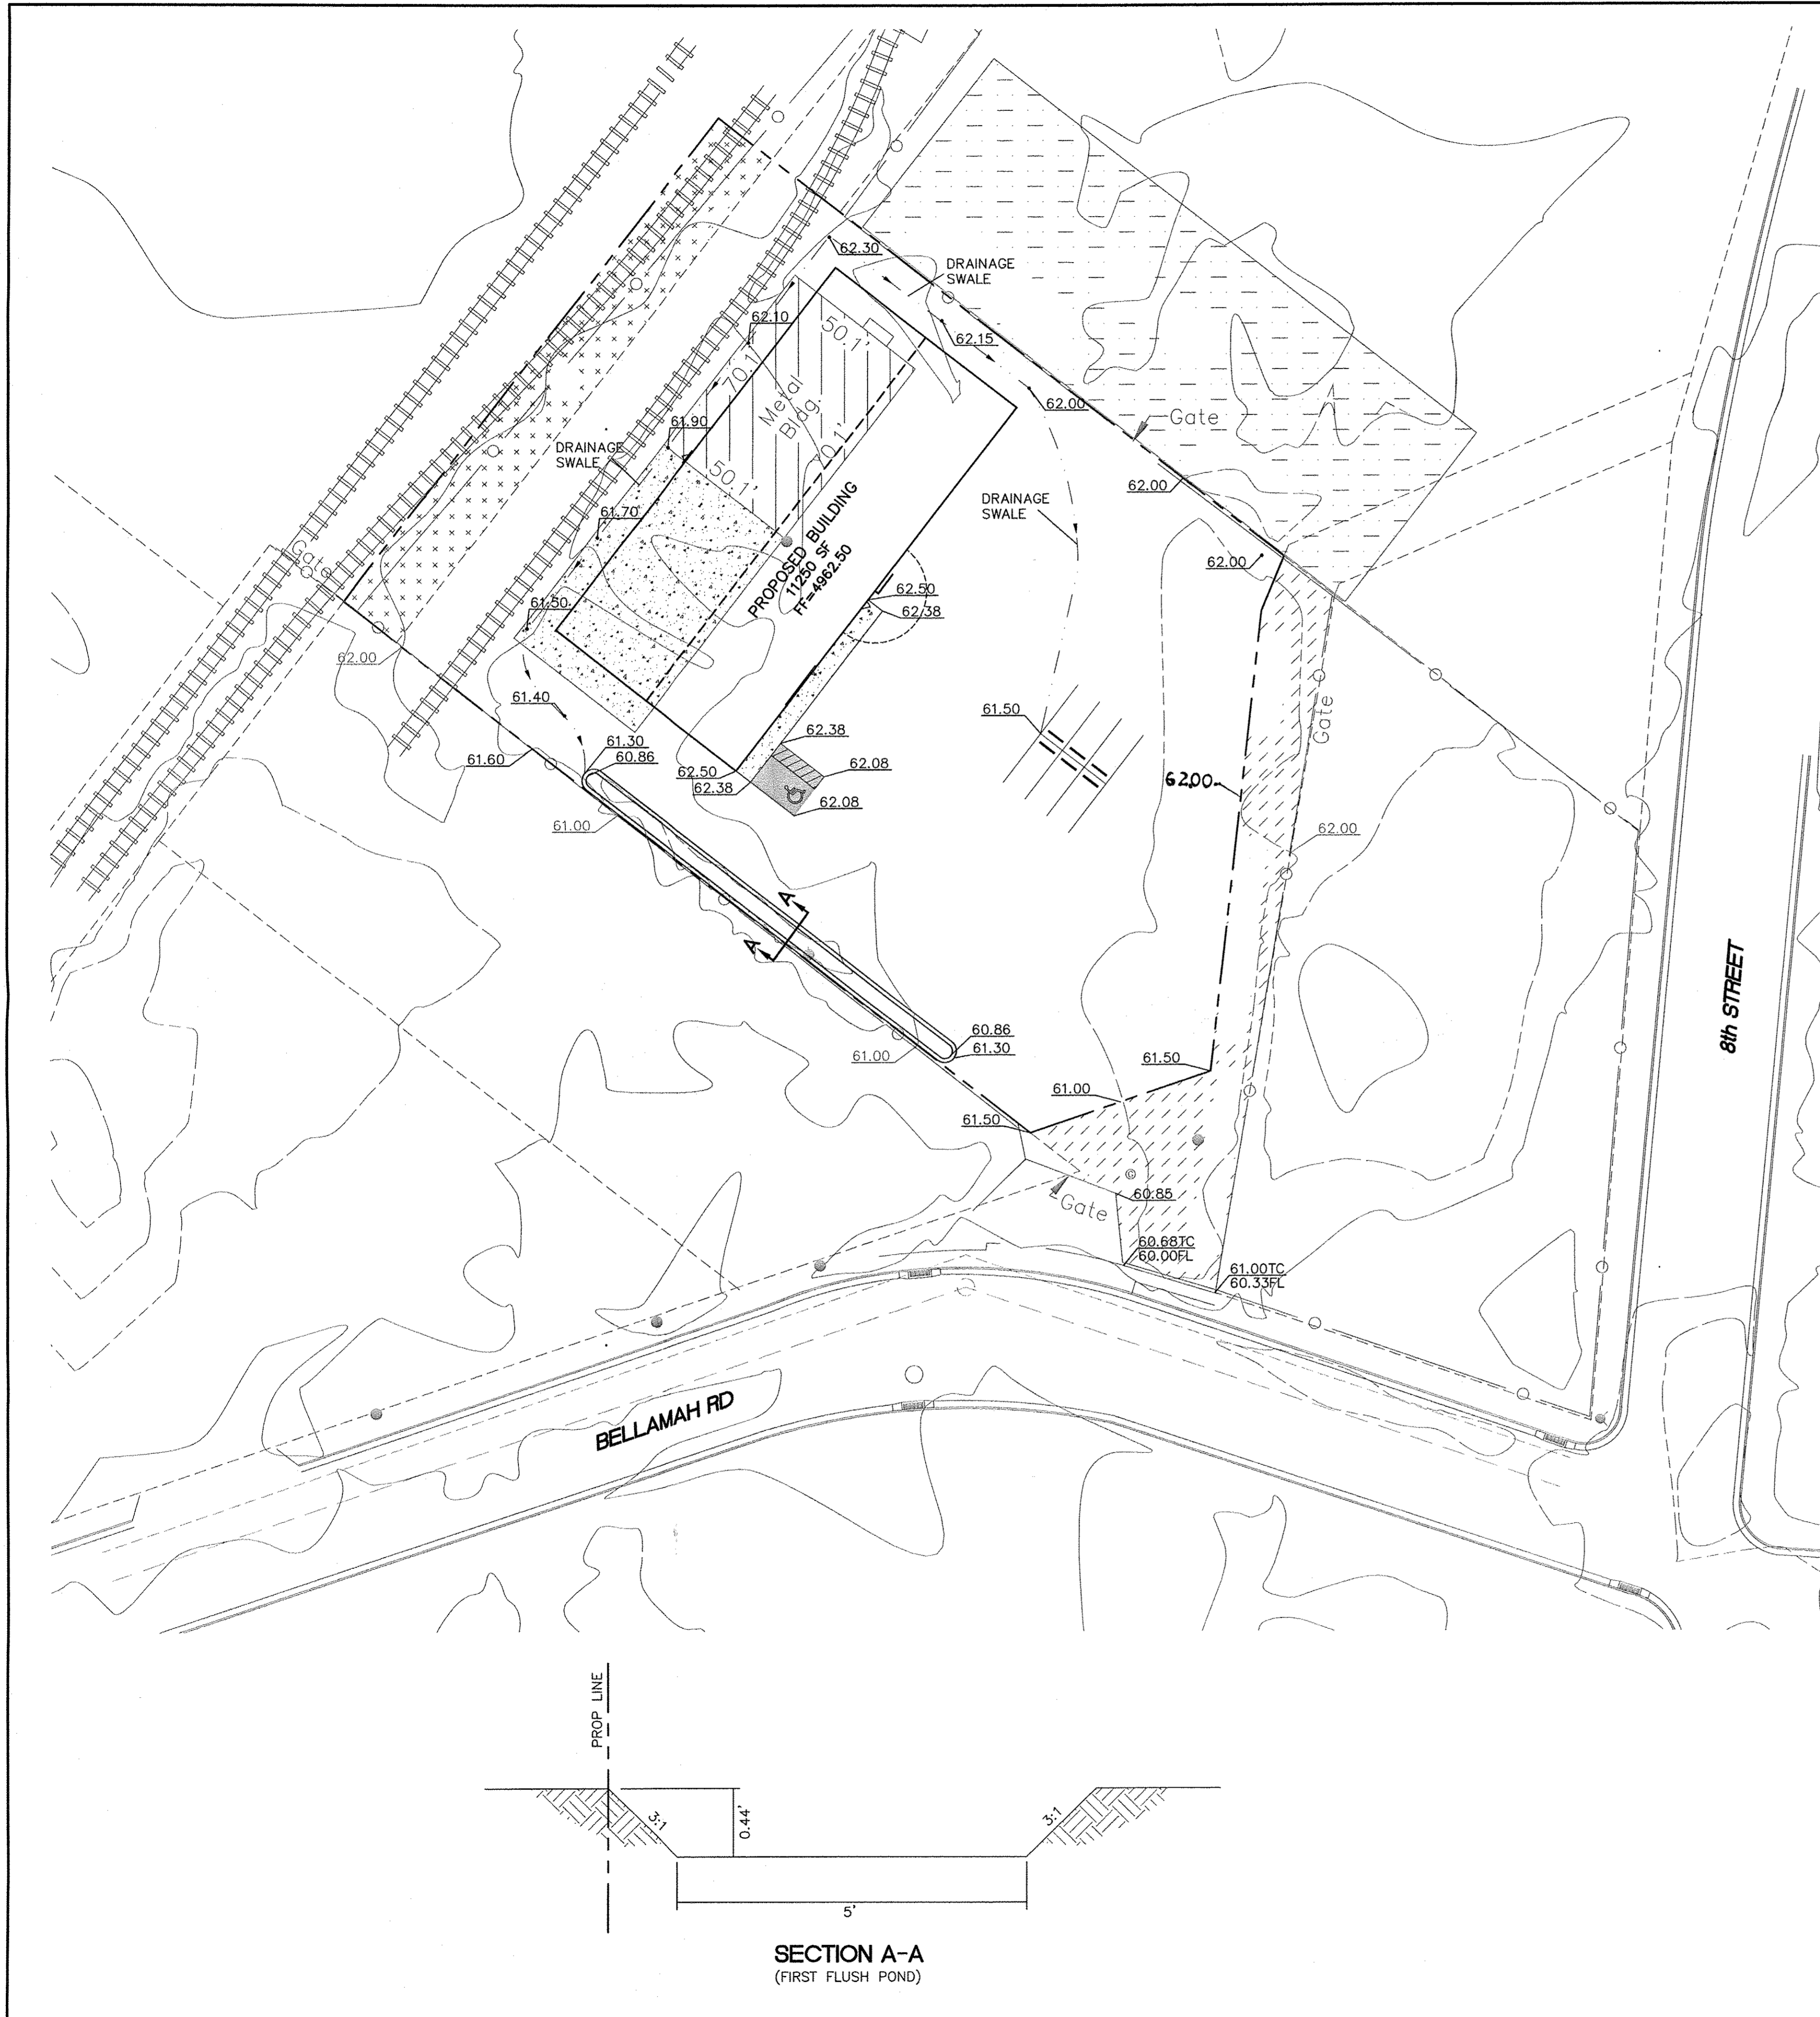 62.30
DRAINAGE
SWALE
62.10
50.1'
62.15
70.1'
Metal
Bldg.
62.00
Gate
61.90
DRAINAGE
SWALE
50.1'
70.1'
62.00
DRAINAGE
SWALE
61.70
PROPOSED BUILDING
11250 SF
FF=4962.50
Gate
62.00
61.50
62.50
62.38
62.00
61.40
61.50
Gate
61.30
60.86
62.38
61.60
62.50
62.38
62.08
62.00
62.08
61.00
62.00
A
A
8th STREET
60.86
61.30
61.00
61.50
61.00
61.50
60.85
Gate
60.68TC
60.00FL
61.00TC
60.33FL
BELLAMAH RD
PROP LINE
3:1
0.44'
3:1
5'
SECTION A-A
(FIRST FLUSH POND)